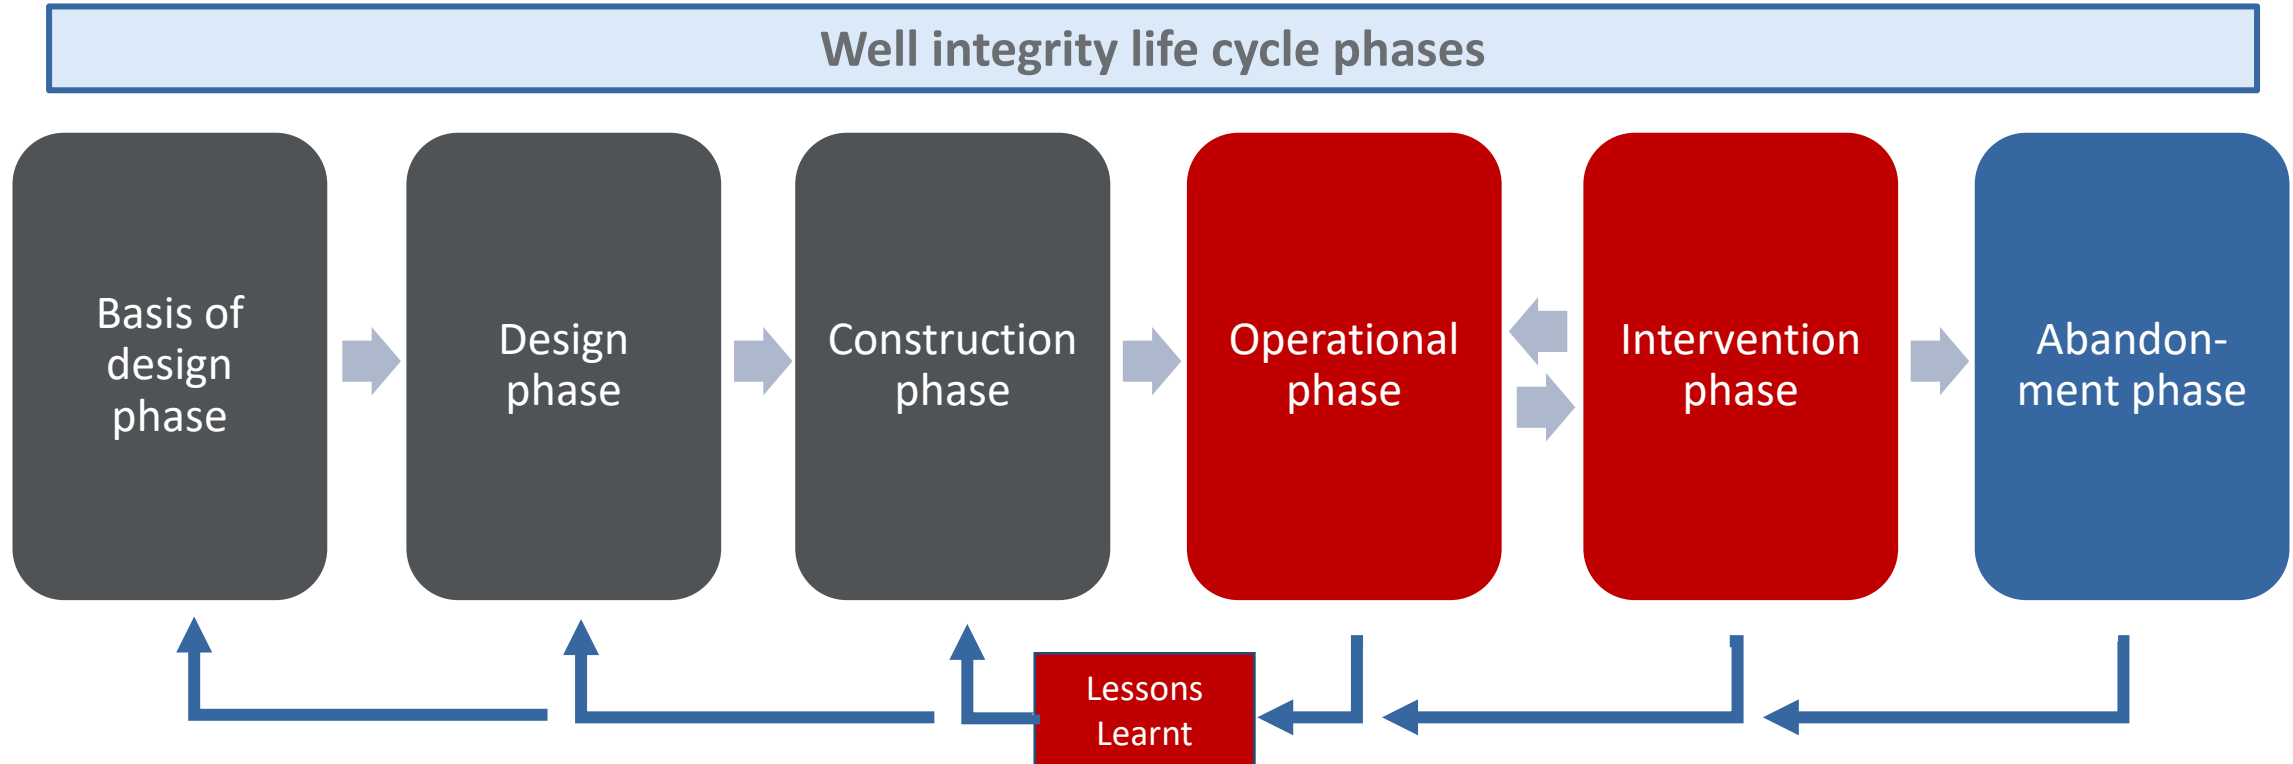 Well integrity life cycle phases
Basis of
design
phase
Design
phase
Construction
phase
Operational
phase
Intervention
phase
Abandon-
ment phase
Lessons
Learnt